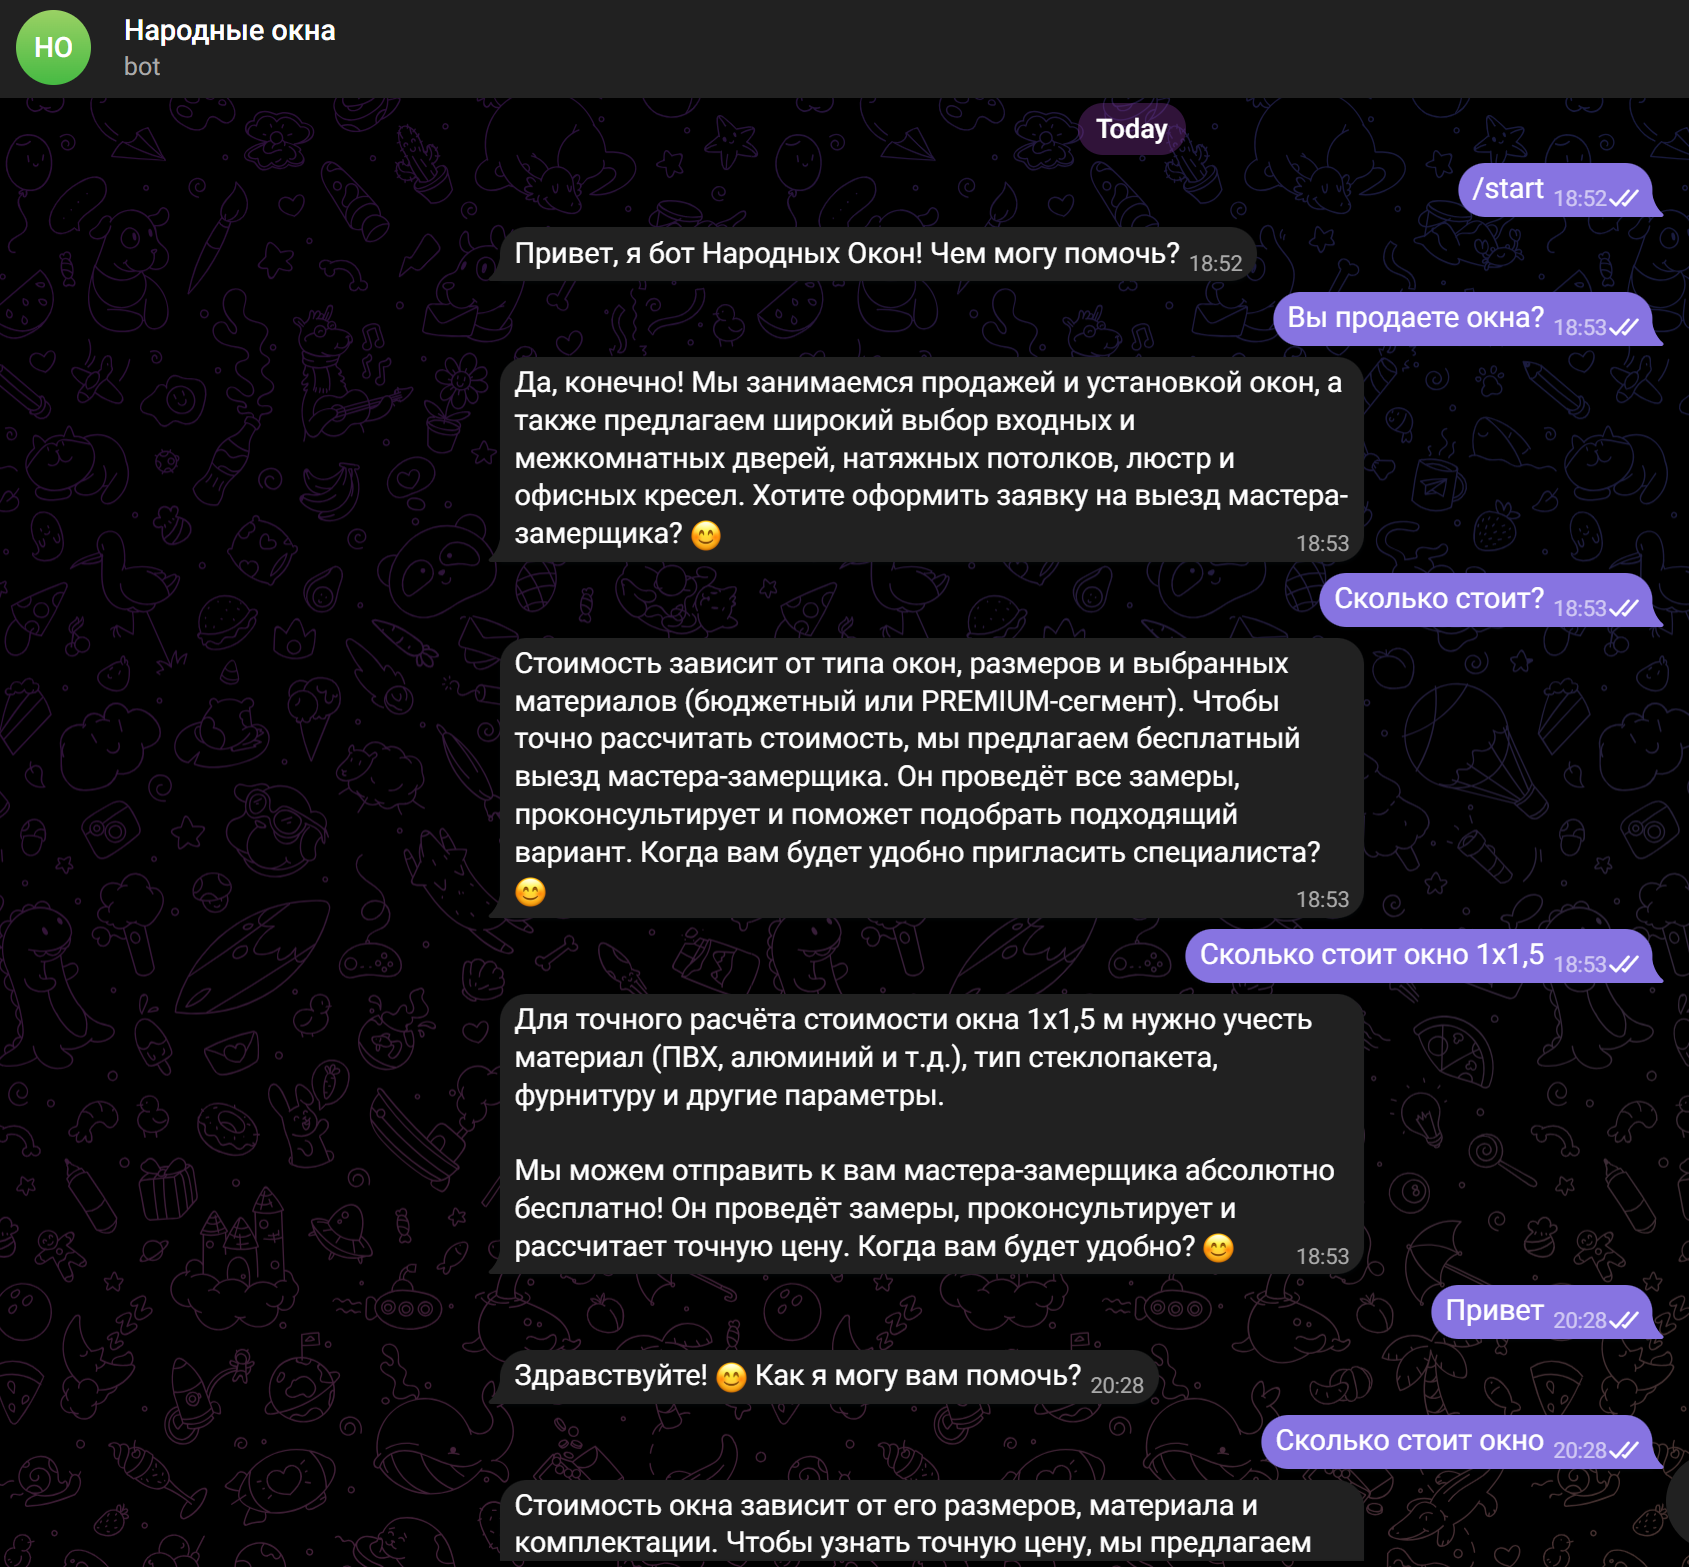 НО
Народные окна
bot
Today
/start 18:52
Привет, я бот Народных Окон! Чем могу помочь? 18:52
Вы продаете окна? 18:53
Да, конечно! Мы занимаемся продажей и установкой окон, а
также предлагаем широкий выбор входных и
межкомнатных дверей, натяжных потолков, люстр и
офисных кресел. Хотите оформить заявку на выезд мастера-
замерщика? 😊 18:53
Сколько стоит? 18:53
Стоимость зависит от типа окон, размеров и выбранных
материалов (бюджетный или PREMIUM-сегмент). Чтобы
точно рассчитать стоимость, мы предлагаем бесплатный
выезд мастера-замерщика. Он проведёт все замеры,
проконсультирует и поможет подобрать подходящий
вариант. Когда вам будет удобно пригласить специалиста?
😊 18:53
Сколько стоит окно 1х1,5 18:53
Для точного расчёта стоимости окна 1х1,5 м нужно учесть
материал (ПВХ, алюминий и т.д.), тип стеклопакета,
фурнитуру и другие параметры.
Мы можем отправить к вам мастера-замерщика абсолютно
бесплатно! Он проведёт замеры, проконсультирует и
рассчитает точную цену. Когда вам будет удобно? 😊 18:53
Привет 20:28
Здравствуйте! 😊 Как я могу вам помочь? 20:28
Сколько стоит окно 20:28
Стоимость окна зависит от его размеров, материала и
комплектации. Чтобы узнать точную цену, мы предлагаем